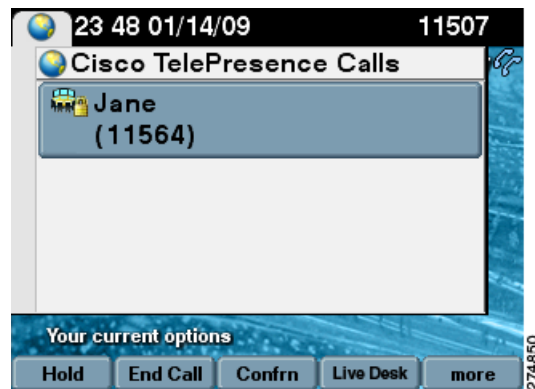 23 48 01/14/09 11507
Cisco TelePresence Calls
Jane
(11564)
Your current options
Hold End Call Confrn Live Desk more
274850